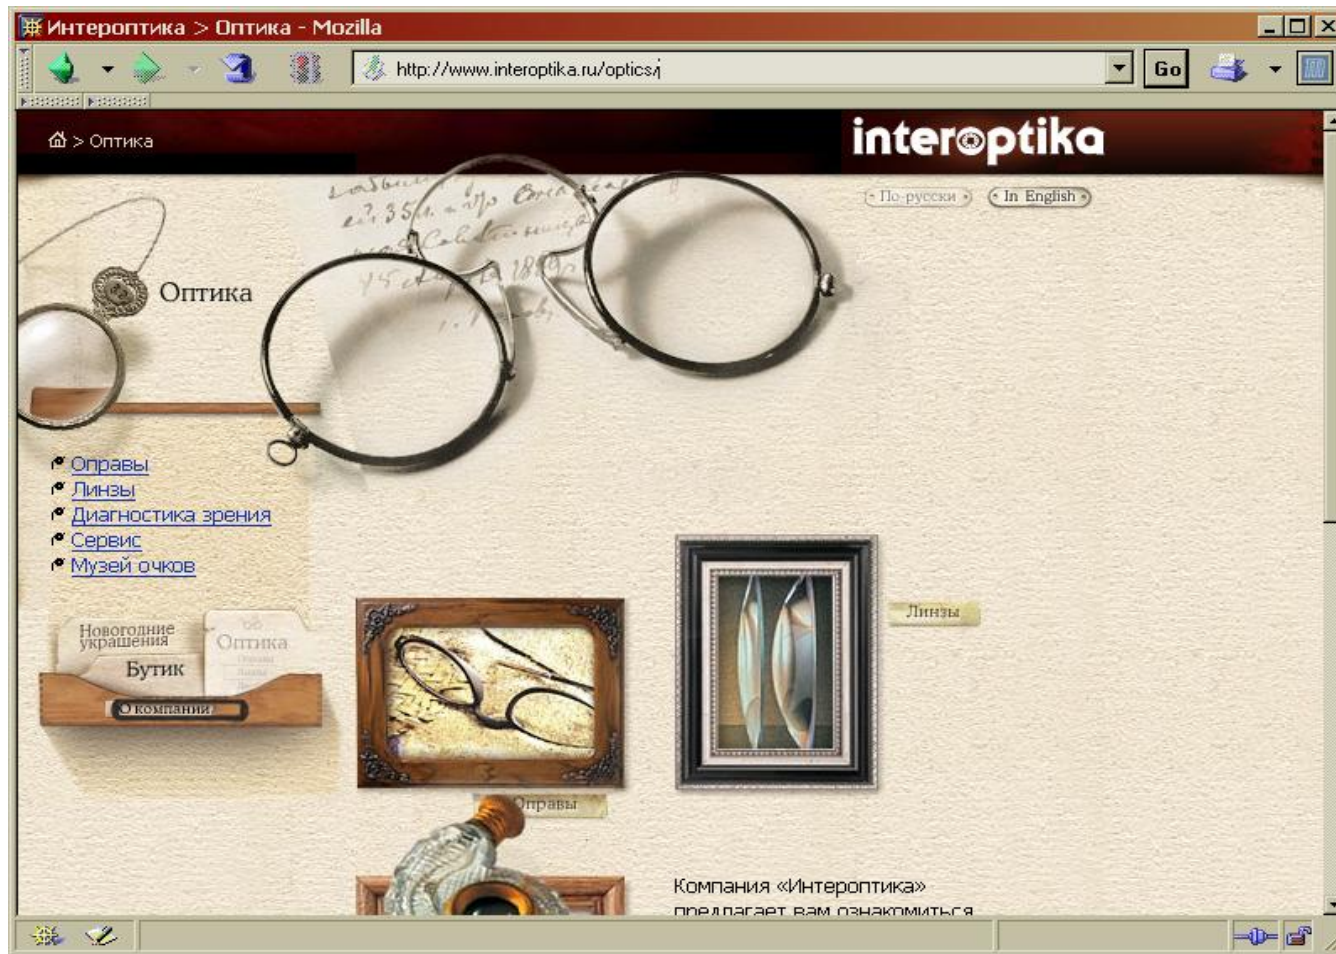 Интероптика > Оптика - Mozilla
http://www.interoptika.ru/optics/
Go
> Оптика
interoptika
По-русски
In English
Оптика
Оправы
Линзы
Диагностика зрения
Сервис
Музей очков
Новогодние
украшения
Оптика
Бутик
О компании
Линзы
Оправы
Компания «Интероптика»
предлагает вам ознакомиться